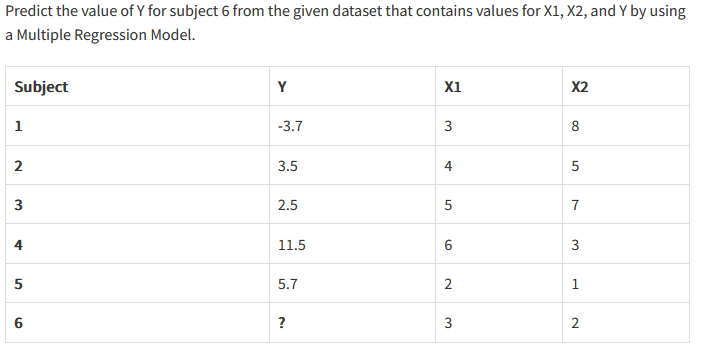 Predict the value of Y for subject 6 from the given dataset that contains values for X1, X2, and Y by using
a Multiple Regression Model.
Subject Y X1 X2
1 -3.7 3 8
2 3.5 4 5
3 2.5 5 7
4 11.5 6 3
5 5.7 2 1
6 ? 3 2